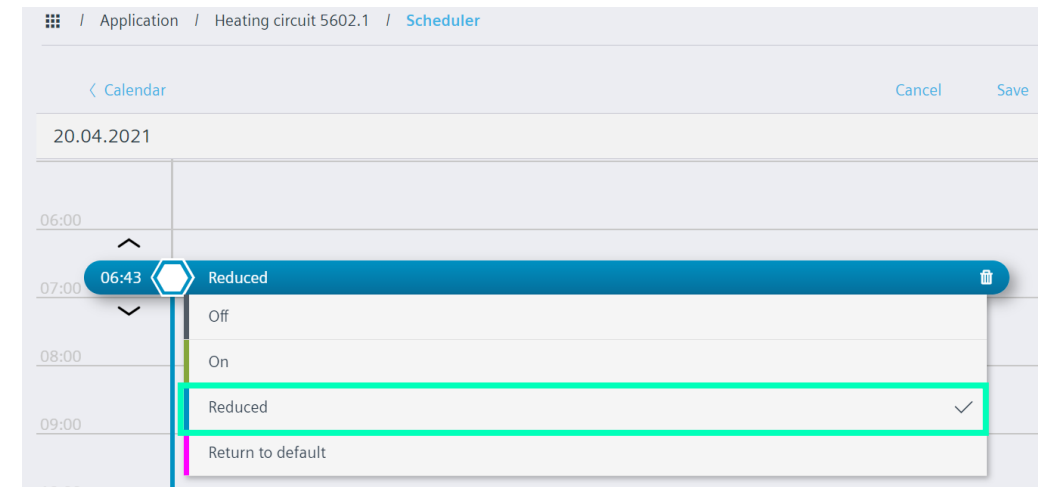 / Application / Heating circuit 5602.1 / Scheduler
Calendar Cancel Save
20.04.2021
06:00
06:43 Reduced
07:00
Off
08:00
On
Reduced
09:00
Return to default